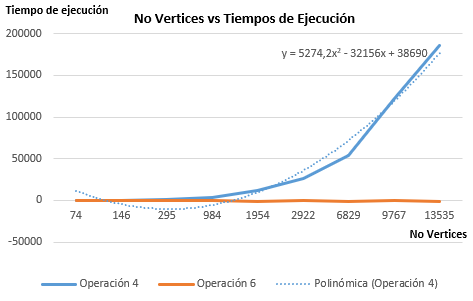 Tiempo de ejecución
No Vertices vs Tiempos de Ejecución
200000
y = 5274,2x² - 32156x + 38690
150000
100000
50000
0
74 146 295 984 1954 2922 6829 9767 13535
-50000
No Vertices
Operación 4 Operación 6 Polinómica (Operación 4)